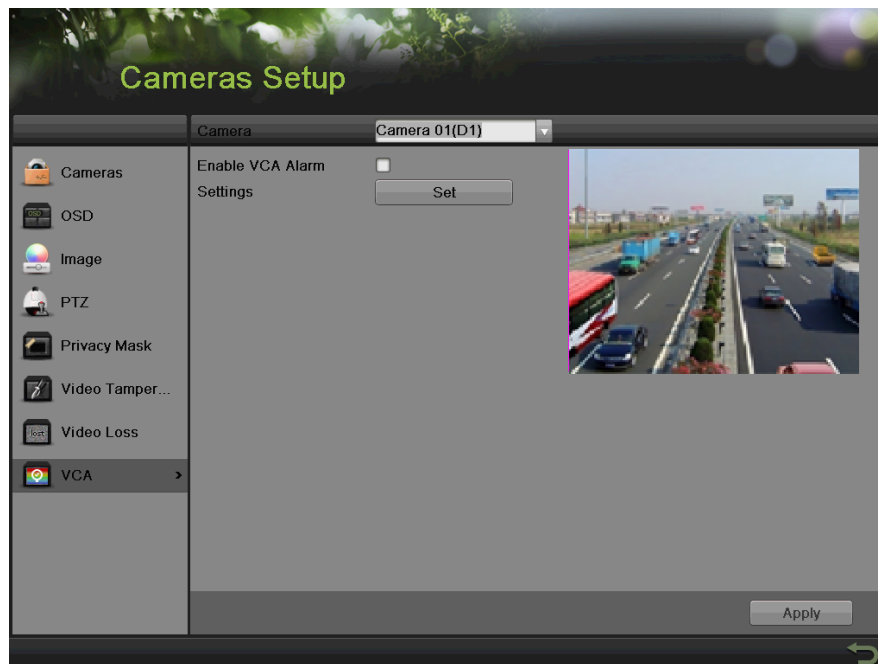 Cameras Setup
Camera Camera 01(D1)
Cameras
Enable VCA Alarm
Settings Set
OSD
Image
PTZ
Privacy Mask
Video Tamper...
Video Loss
VCA
Apply